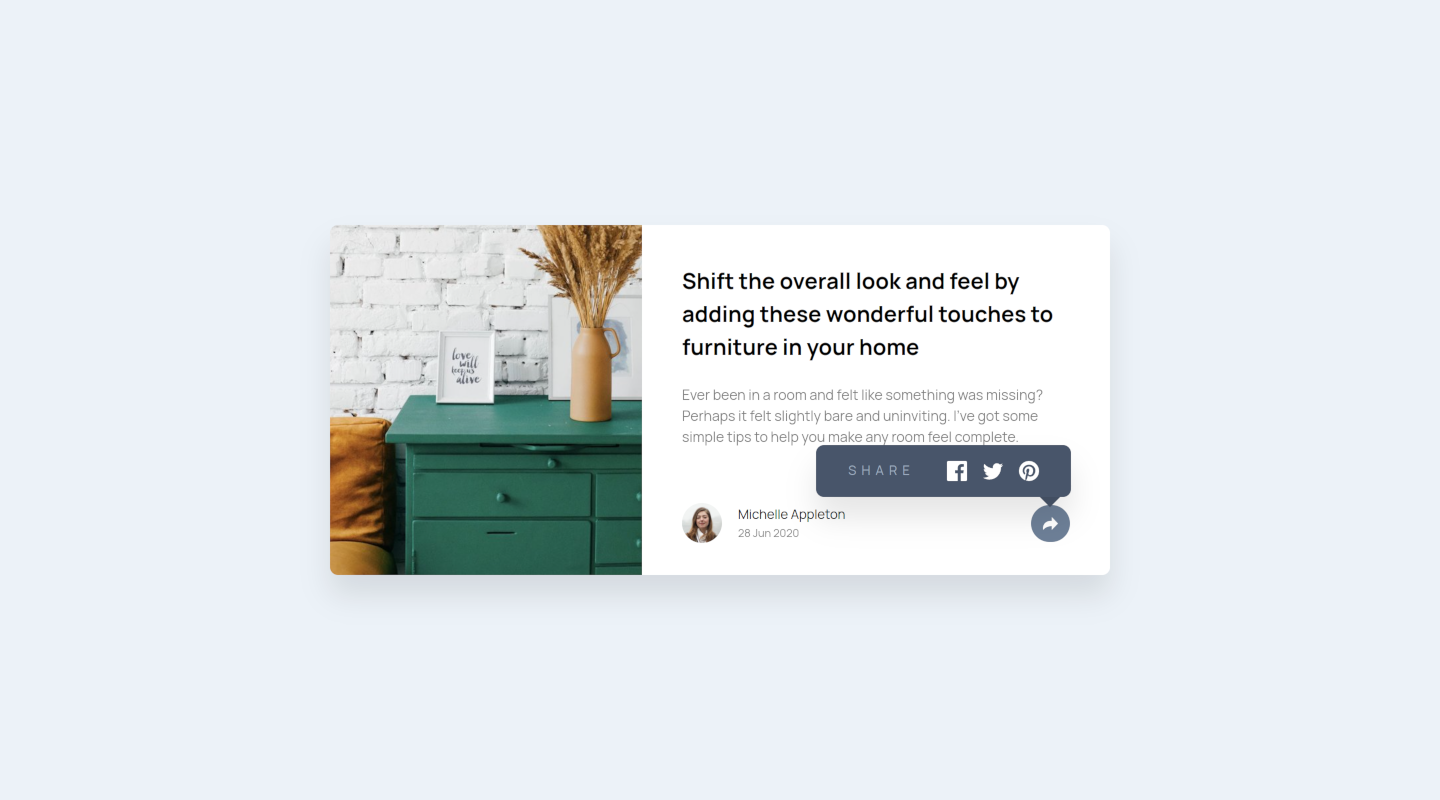 love
will
keep us
alive
Shift the overall look and feel by
adding these wonderful touches to
furniture in your home
Ever been in a room and felt like something was missing?
Perhaps it felt slightly bare and uninviting. I’ve got some
simple tips to help you make any room feel complete.
SHARE
Michelle Appleton
28 Jun 2020